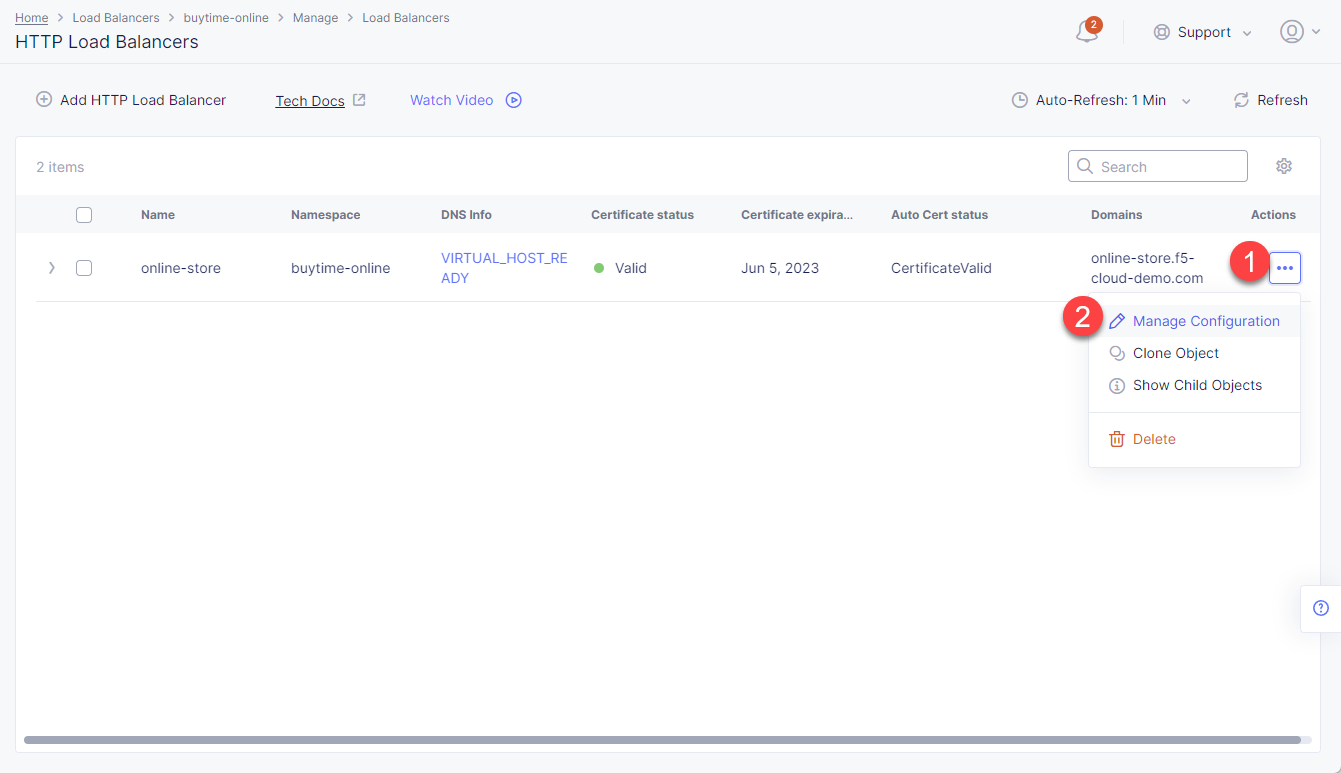 Home > Load Balancers > buytime-online > Manage > Load Balancers
HTTP Load Balancers
2
Support
Add HTTP Load Balancer
Tech Docs
Watch Video
Auto-Refresh: 1 Min
Refresh
2 items
Search
Name
Namespace
DNS Info
Certificate status
Certificate expira...
Auto Cert status
Domains
Actions
online-store
buytime-online
VIRTUAL_HOST_RE
ADY
Valid
Jun 5, 2023
CertificateValid
online-store.f5-
cloud-demo.com
1
2
Manage Configuration
Clone Object
Show Child Objects
Delete